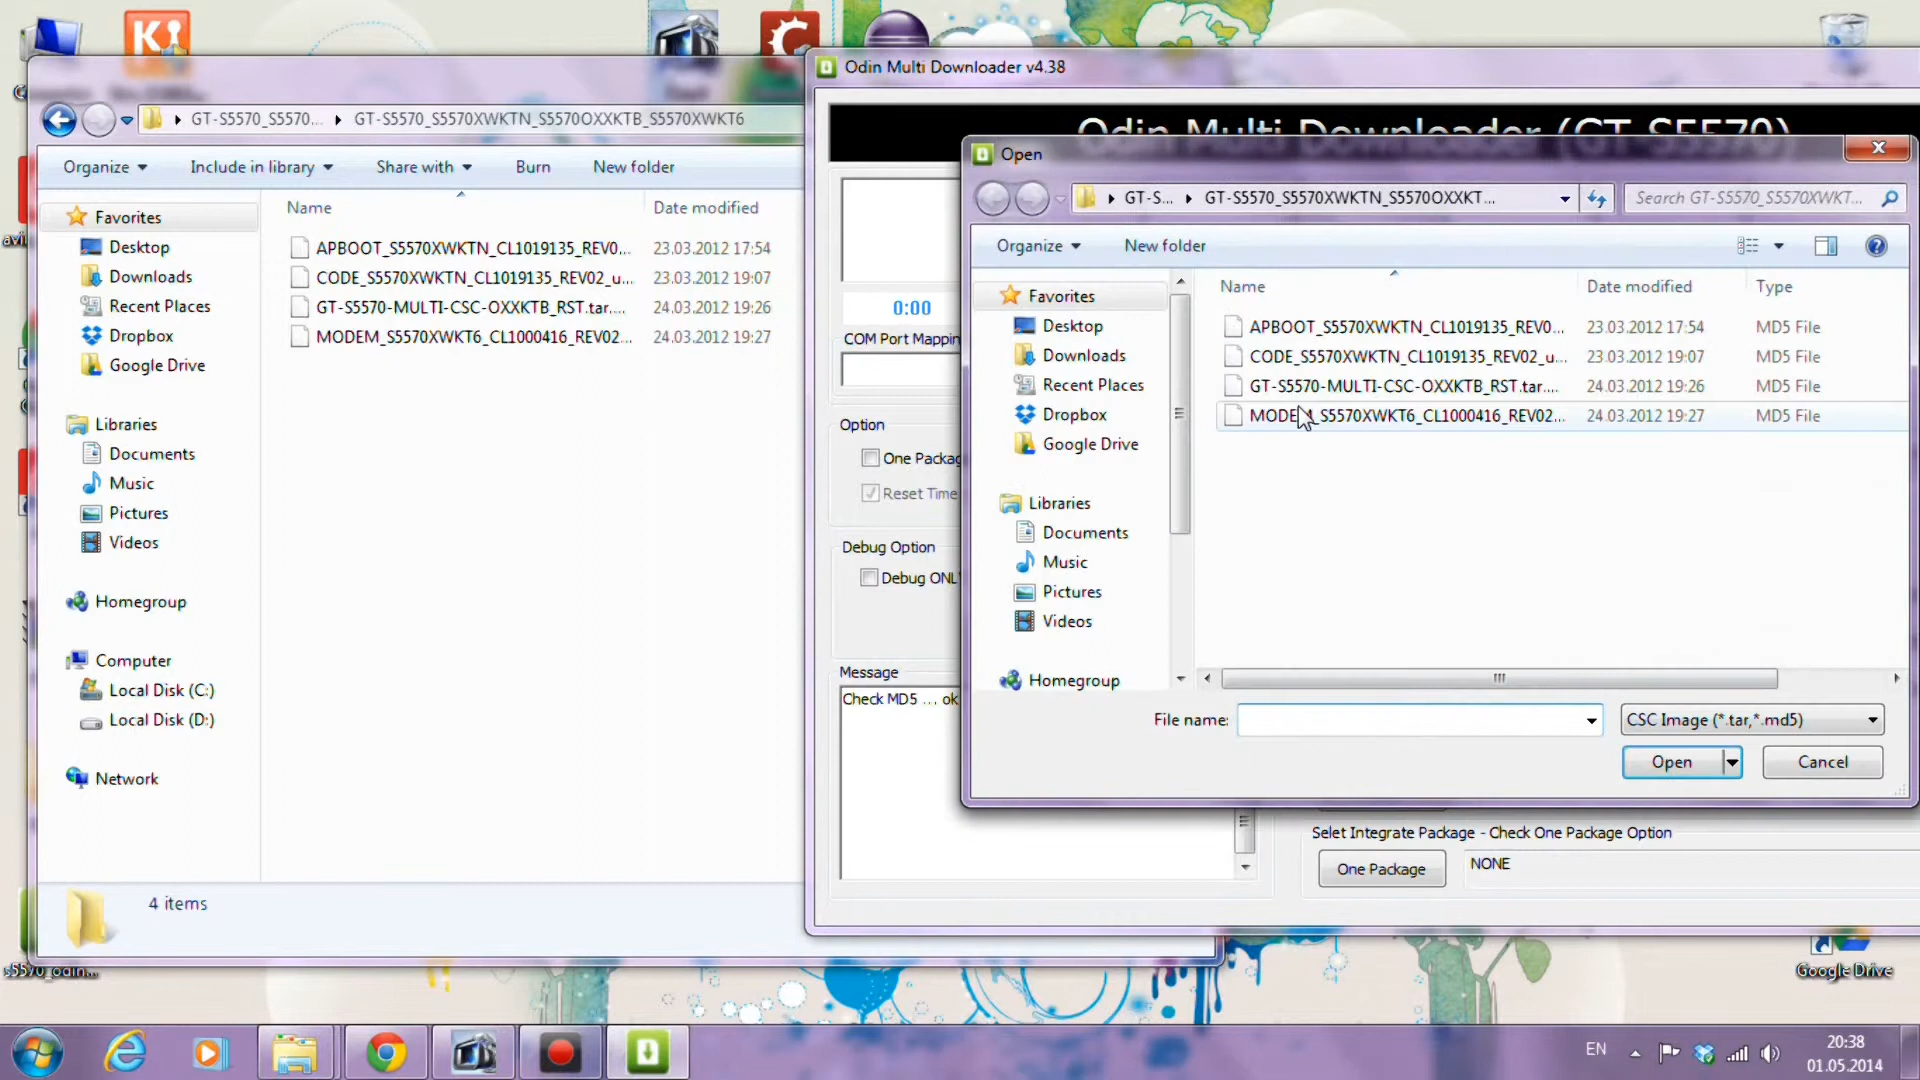 GT-S5570_S5570... ▸ GT-S5570_S5570XWKTN_S5570OXXKTB_S5570XWKT6
Organize Include in library Share with Burn New folder
Name Date modified
Favorites
Desktop
Downloads
Recent Places
Dropbox
Google Drive
Libraries
Documents
Music
Pictures
Videos
Homegroup
Computer
Local Disk (C:)
Local Disk (D:)
Network
APBOOT_S5570XWKTN_CL1019135_REV0... 23.03.2012 17:54
CODE_S5570XWKTN_CL1019135_REV02_u... 23.03.2012 19:07
GT-S5570-MULTI-CSC-OXXKTB_RST.tar.... 24.03.2012 19:26
MODEM_S5570XWKT6_CL1000416_REV02... 24.03.2012 19:27
4 items
Odin Multi Downloader v4.38
Odin Multi Downloader (GT-S5570)
0:00
COM Port Mappin
Option
One Packag
Reset Time
Debug Option
Debug ONL
Message
Check MD5 ... ok
Selet Integrate Package - Check One Package Option
One Package NONE
Open
GT-S... ▸ GT-S5570_S5570XWKTN_S5570OXXKT...
Search GT-S5570_S5570XWKT...
Organize New folder
Name Date modified Type
Favorites
Desktop
Downloads
Recent Places
Dropbox
Google Drive
Libraries
Documents
Music
Pictures
Videos
Homegroup
APBOOT_S5570XWKTN_CL1019135_REV0... 23.03.2012 17:54 MD5 File
CODE_S5570XWKTN_CL1019135_REV02_u... 23.03.2012 19:07 MD5 File
GT-S5570-MULTI-CSC-OXXKTB_RST.tar.... 24.03.2012 19:26 MD5 File
MODEM_S5570XWKT6_CL1000416_REV02... 24.03.2012 19:27 MD5 File
File name: CSC Image (*.tar,*.md5)
Open Cancel
s5570_odin...
Google Drive
EN
20:38
01.05.2014